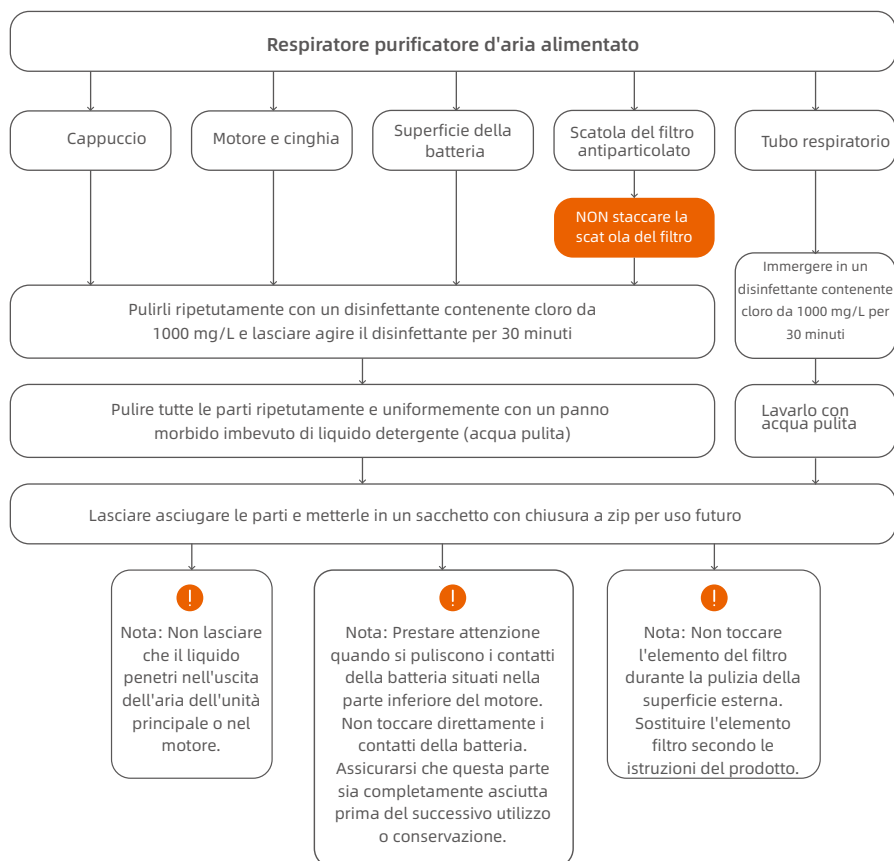 Respiratore purificatore d'aria alimentato
Cappuccio
Motore e cinghia
Superficie della
batteria
Scatola del filtro
antiparticolato
Tubo respiratorio
NON staccare la
scat ola del filtro
Immergere in un
disinfettante contenente
cloro da 1000 mg/L per
30 minuti
Pulirli ripetutamente con un disinfettante contenente cloro da
1000 mg/L e lasciare agire il disinfettante per 30 minuti
Pulire tutte le parti ripetutamente e uniformemente con un panno
morbido imbevuto di liquido detergente (acqua pulita)
Lavarlo con
acqua pulita
Lasciare asciugare le parti e metterle in un sacchetto con chiusura a zip per uso futuro
!
Nota: Non lasciare
che il liquido
penetri nell'uscita
dell'aria dell'unità
principale o nel
motore.
!
Nota: Prestare attenzione
quando si puliscono i contatti
della batteria situati nella
parte inferiore del motore.
Non toccare direttamente i
contatti della batteria.
Assicurarsi che questa parte
sia completamente asciutta
prima del successivo utilizzo
o conservazione.
!
Nota: Non toccare
l'elemento del filtro
durante la pulizia della
superficie esterna.
Sostituire l'elemento
filtro secondo le
istruzioni del prodotto.